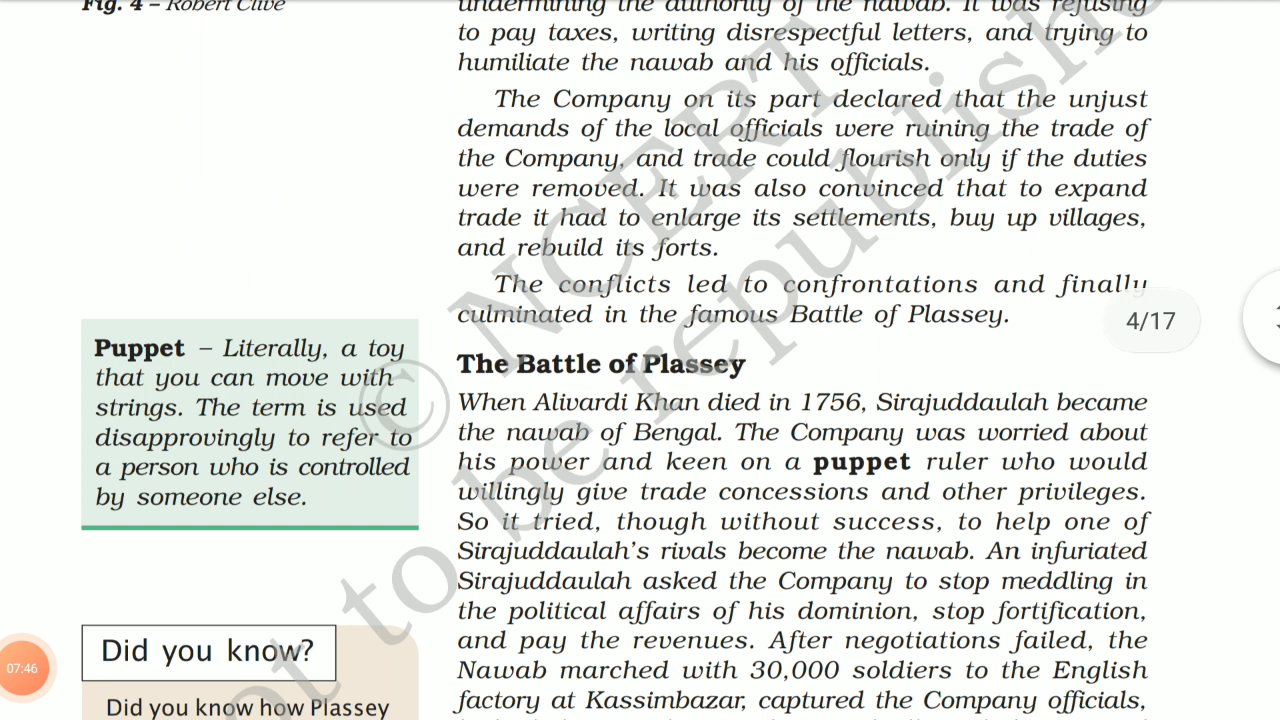 Fig. 4 – Robert Clive
undermining the authority of the nawab. It was refusing
to pay taxes, writing disrespectful letters, and trying to
humiliate the nawab and his officials.
The Company on its part declared that the unjust
demands of the local officials were ruining the trade of
the Company, and trade could flourish only if the duties
were removed. It was also convinced that to expand
trade it had to enlarge its settlements, buy up villages,
and rebuild its forts.
The conflicts led to confrontations and finally
culminated in the famous Battle of Plassey.
4/17
The Battle of Plassey
When Alivardi Khan died in 1756, Sirajuddaulah became
the nawab of Bengal. The Company was worried about
his power and keen on a puppet ruler who would
willingly give trade concessions and other privileges.
So it tried, though without success, to help one of
Sirajuddaulah’s rivals become the nawab. An infuriated
Sirajuddaulah asked the Company to stop meddling in
the political affairs of his dominion, stop fortification,
and pay the revenues. After negotiations failed, the
Nawab marched with 30,000 soldiers to the English
factory at Kassimbazar, captured the Company officials,
Puppet – Literally, a toy
that you can move with
strings. The term is used
disapprovingly to refer to
a person who is controlled
by someone else.
Did you know?
Did you know how Plassey
07:46
© NCERT
not to be republished